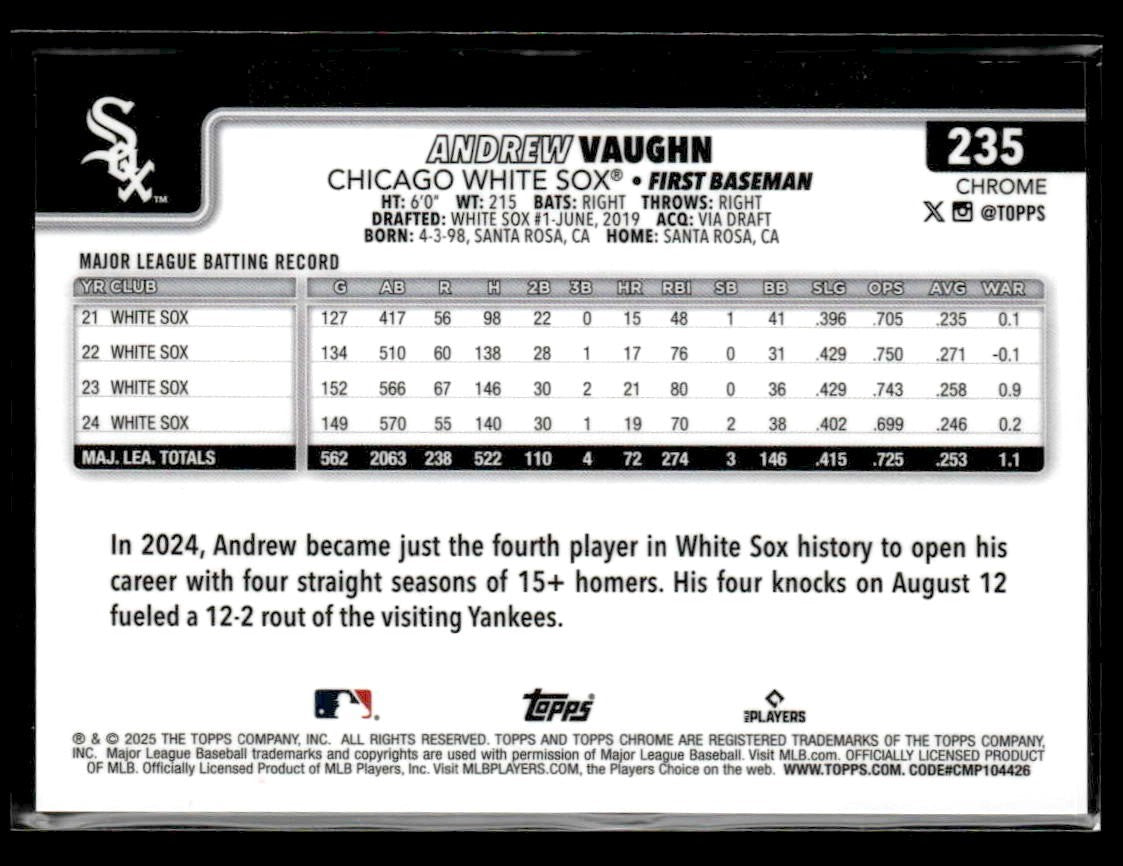 Sox
TM
ANDREW VAUGHN
235
CHICAGO WHITE SOX® • FIRST BASEMAN
CHROME
HT: 6'0" WT: 215 BATS: RIGHT THROWS: RIGHT
@TOPPS
DRAFTED: WHITE SOX #1-JUNE, 2019 ACQ: VIA DRAFT
BORN: 4-3-98, SANTA ROSA, CA HOME: SANTA ROSA, CA
MAJOR LEAGUE BATTING RECORD
YR CLUB G AB R H 2B 3B HR RBI SB BB SLG OPS AVG WAR
21 WHITE SOX 127 417 56 98 22 0 15 48 1 41 .396 .705 .235 0.1
22 WHITE SOX 134 510 60 138 28 1 17 76 0 31 .429 .750 .271 -0.1
23 WHITE SOX 152 566 67 146 30 2 21 80 0 36 .429 .743 .258 0.9
24 WHITE SOX 149 570 55 140 30 1 19 70 2 38 .402 .699 .246 0.2
MAJ. LEA. TOTALS 562 2063 238 522 110 4 72 274 3 146 .415 .725 .253 1.1
In 2024, Andrew became just the fourth player in White Sox history to open his
career with four straight seasons of 15+ homers. His four knocks on August 12
fueled a 12-2 rout of the visiting Yankees.
topps
MLB PLAYERS
® & © 2025 THE TOPPS COMPANY, INC. ALL RIGHTS RESERVED. TOPPS AND TOPPS CHROME ARE REGISTERED TRADEMARKS OF THE TOPPS COMPANY,
INC. Major League Baseball trademarks and copyrights are used with permission of Major League Baseball. Visit MLB.com. OFFICIALLY LICENSED PRODUCT
OF MLB. Officially Licensed Product of MLB Players, Inc. Visit MLBPLAYERS.COM, the Players Choice on the web. WWW.TOPPS.COM. CODE#CMP104426